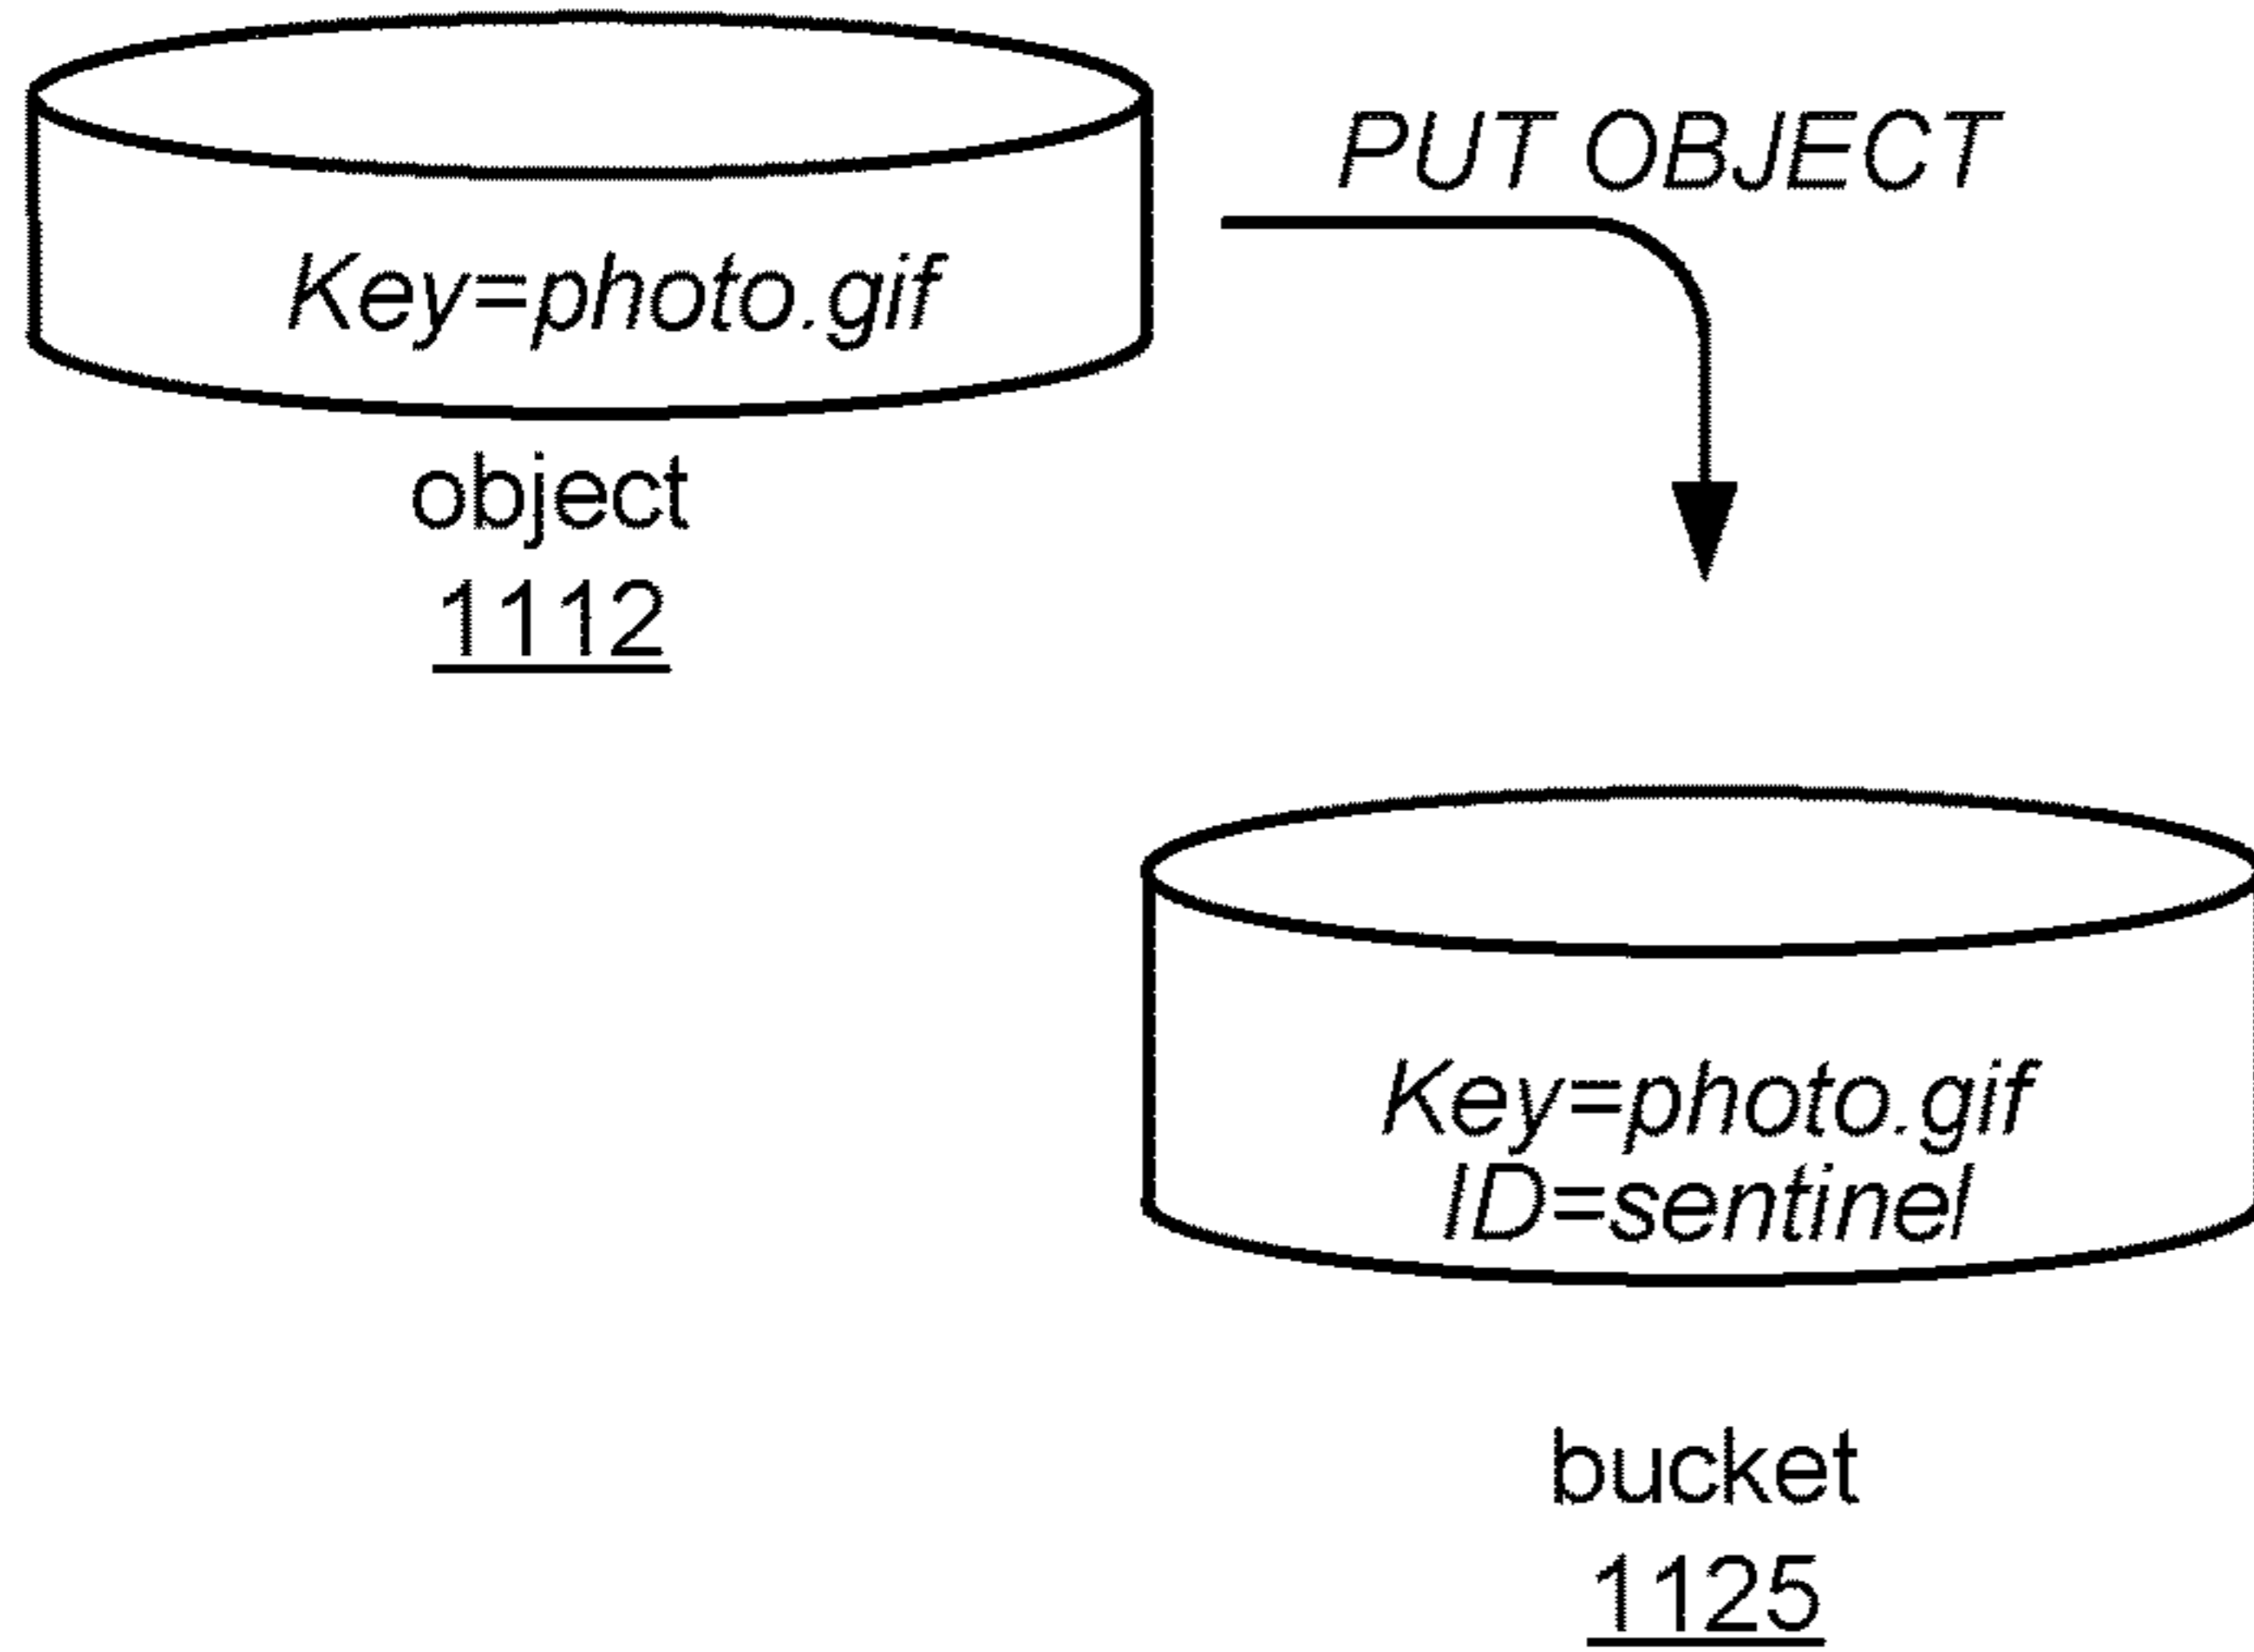 PUT OBJECT
Key=photo.gif
object
1112
Key=photo.gif
ID=sentinel
bucket
1125